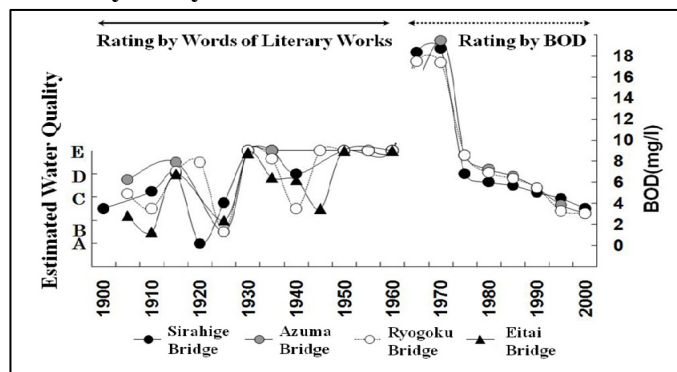 Rating by Words of Literary Works Rating by BOD
Estimated Water Quality
E
D
C
B
A
18
16
14
12
10
8
6
4
2
0
BOD(mg/l)
1900 1910 1920 1930 1940 1950 1960 1970 1980 1990 2000
Sirahige Bridge
Azuma Bridge
Ryogoku Bridge
Eitai Bridge